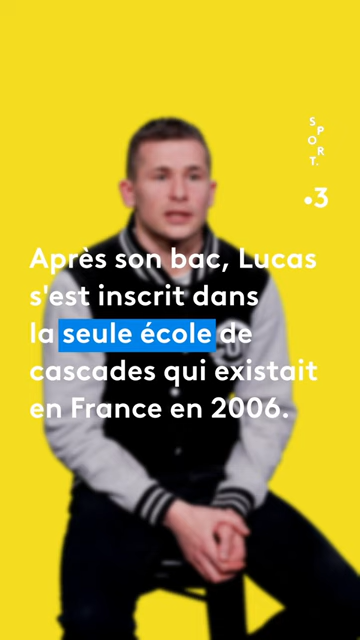 SPORT.
.3
Après son bac, Lucas
s'est inscrit dans
la seule école de
cascades qui existait
en France en 2006.